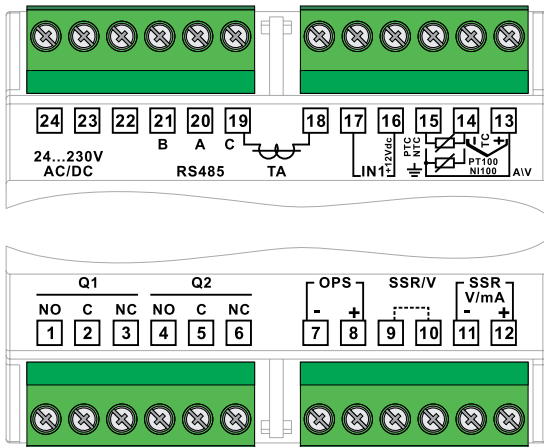 24 23 22 21 20 19 18 17 16 15 14 13
B A C
24...230V
AC/DC
RS485 TA IN1 +12Vdc
PTC
NTC
TC
- +
PT100
NI100
A\V
Q1 Q2 OPS SSR/V SSR
V/mA
NO C NC NO C NC - + - +
1 2 3 4 5 6 7 8 9 10 11 12